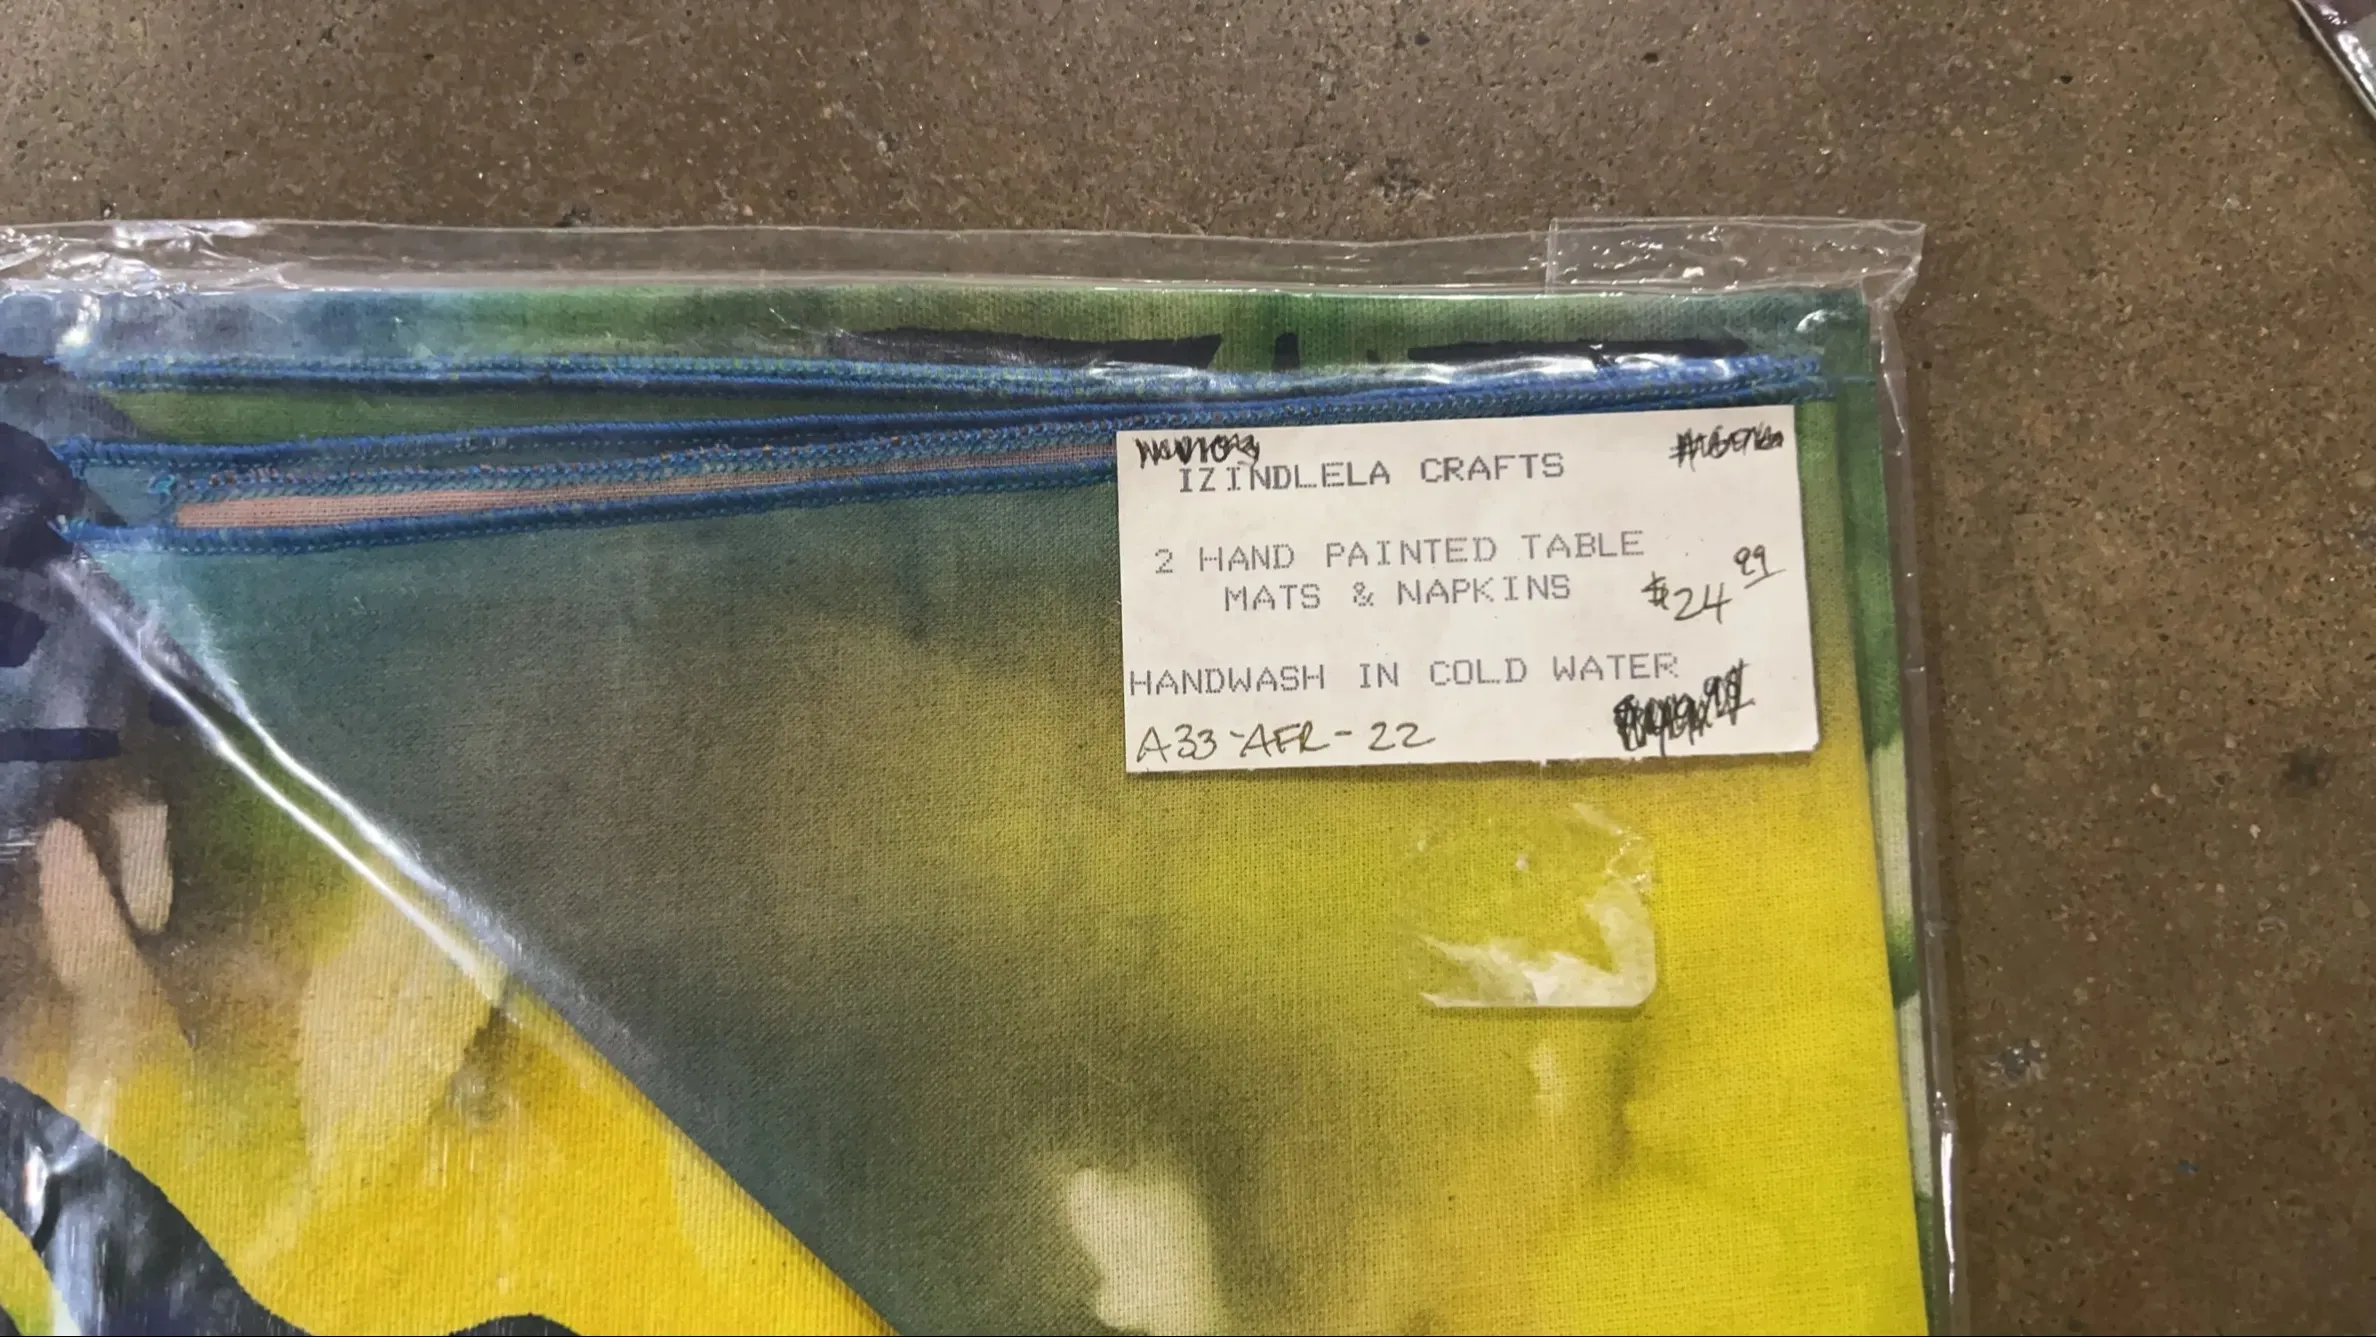 IZINDLELA CRAFTS
2 HAND PAINTED TABLE
MATS & NAPKINS
$24 99
HANDWASH IN COLD WATER
A33-AFR-22